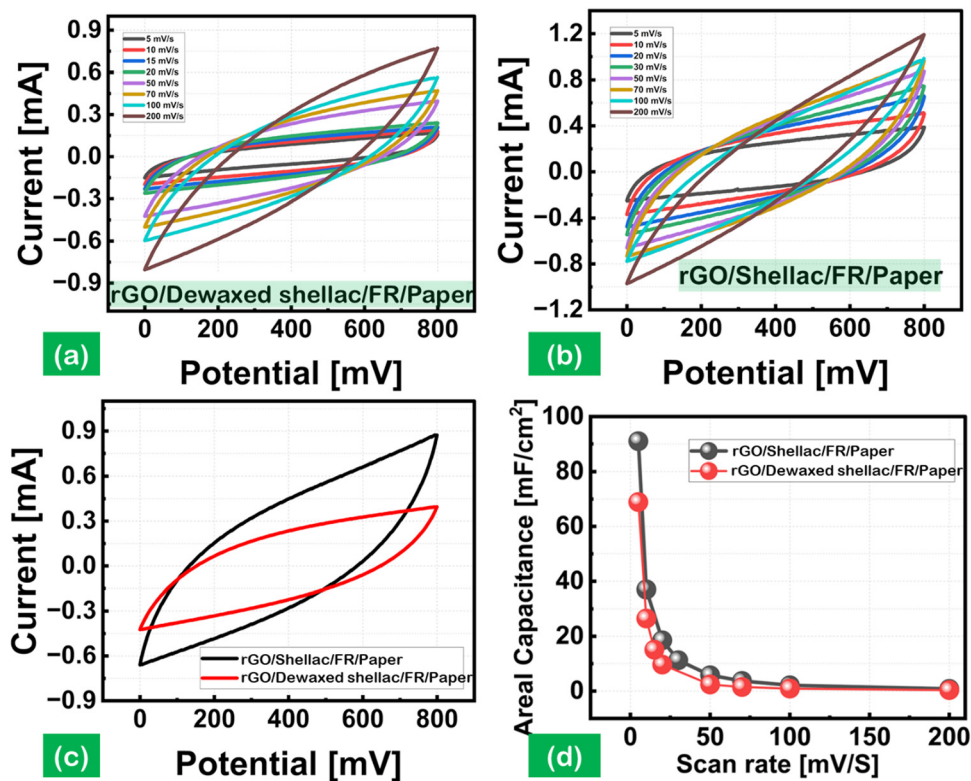 0.9
0.6
0.3
0.0
−0.3
−0.6
−0.9
Current [mA]
5 mV/s
10 mV/s
15 mV/s
20 mV/s
50 mV/s
70 mV/s
100 mV/s
200 mV/s
rGO/Dewaxed shellac/FR/Paper
0 200 400 600 800
(a)
Potential [mV]
1.2
0.8
0.4
0.0
−0.4
−0.8
−1.2
Current [mA]
5 mV/s
10 mV/s
20 mV/s
30 mV/s
50 mV/s
70 mV/s
100 mV/s
200 mV/s
rGO/Shellac/FR/Paper
0 200 400 600 800
(b)
Potential [mV]
0.9
0.6
0.3
0.0
−0.3
−0.6
−0.9
Current [mA]
rGO/Shellac/FR/Paper
rGO/Dewaxed shellac/FR/Paper
0 200 400 600 800
(c)
Potential [mV]
100
80
60
40
20
0
Areal Capacitance [mF/cm²]
rGO/Shellac/FR/Paper
rGO/Dewaxed shellac/FR/Paper
0 50 100 150 200
(d)
Scan rate [mV/S]